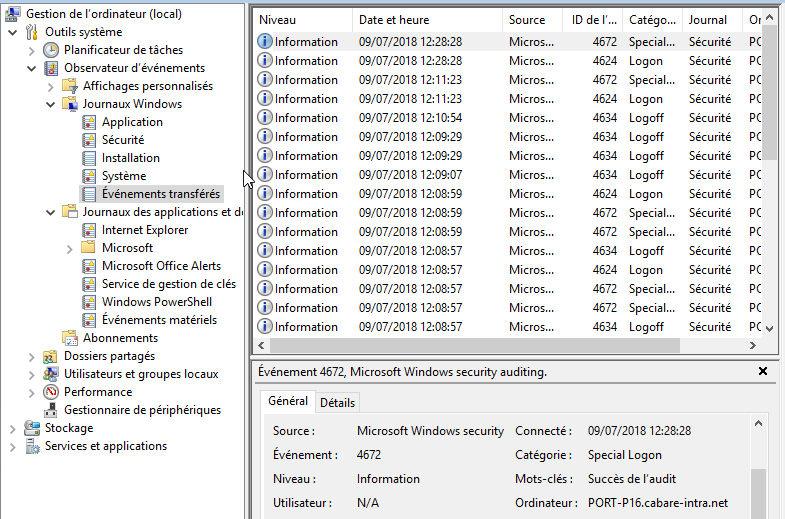 Gestion de l'ordinateur (local)
Outils système
Planificateur de tâches
Observateur d'événements
Affichages personnalisés
Journaux Windows
Application
Sécurité
Installation
Système
Événements transférés
Journaux des applications et de
Internet Explorer
Microsoft
Microsoft Office Alerts
Service de gestion de clés
Windows PowerShell
Événements matériels
Abonnements
Dossiers partagés
Utilisateurs et groupes locaux
Performance
Gestionnaire de périphériques
Stockage
Services et applications
Niveau Date et heure Source ID de l'... Catégo... Journal Or
Information 09/07/2018 12:28:28 Micros... 4672 Special... Sécurité PC
Information 09/07/2018 12:28:28 Micros... 4624 Logon Sécurité PC
Information 09/07/2018 12:11:23 Micros... 4672 Special... Sécurité PC
Information 09/07/2018 12:11:23 Micros... 4624 Logon Sécurité PC
Information 09/07/2018 12:10:54 Micros... 4634 Logoff Sécurité PC
Information 09/07/2018 12:09:29 Micros... 4634 Logoff Sécurité PC
Information 09/07/2018 12:09:29 Micros... 4634 Logoff Sécurité PC
Information 09/07/2018 12:09:07 Micros... 4634 Logoff Sécurité PC
Information 09/07/2018 12:08:59 Micros... 4624 Logon Sécurité PC
Information 09/07/2018 12:08:59 Micros... 4672 Special... Sécurité PC
Information 09/07/2018 12:08:59 Micros... 4672 Special... Sécurité PC
Information 09/07/2018 12:08:57 Micros... 4634 Logoff Sécurité PC
Information 09/07/2018 12:08:57 Micros... 4624 Logon Sécurité PC
Information 09/07/2018 12:08:57 Micros... 4672 Special... Sécurité PC
Information 09/07/2018 12:08:57 Micros... 4672 Special... Sécurité PC
Information 09/07/2018 12:08:57 Micros... 4634 Logoff Sécurité PC
Événement 4672, Microsoft Windows security auditing.
Général Détails
Source : Microsoft Windows security Connecté : 09/07/2018 12:28:28
Événement : 4672 Catégorie : Special Logon
Niveau : Information Mots-clés : Succès de l'audit
Utilisateur : N/A Ordinateur : PORT-P16.cabare-intra.net